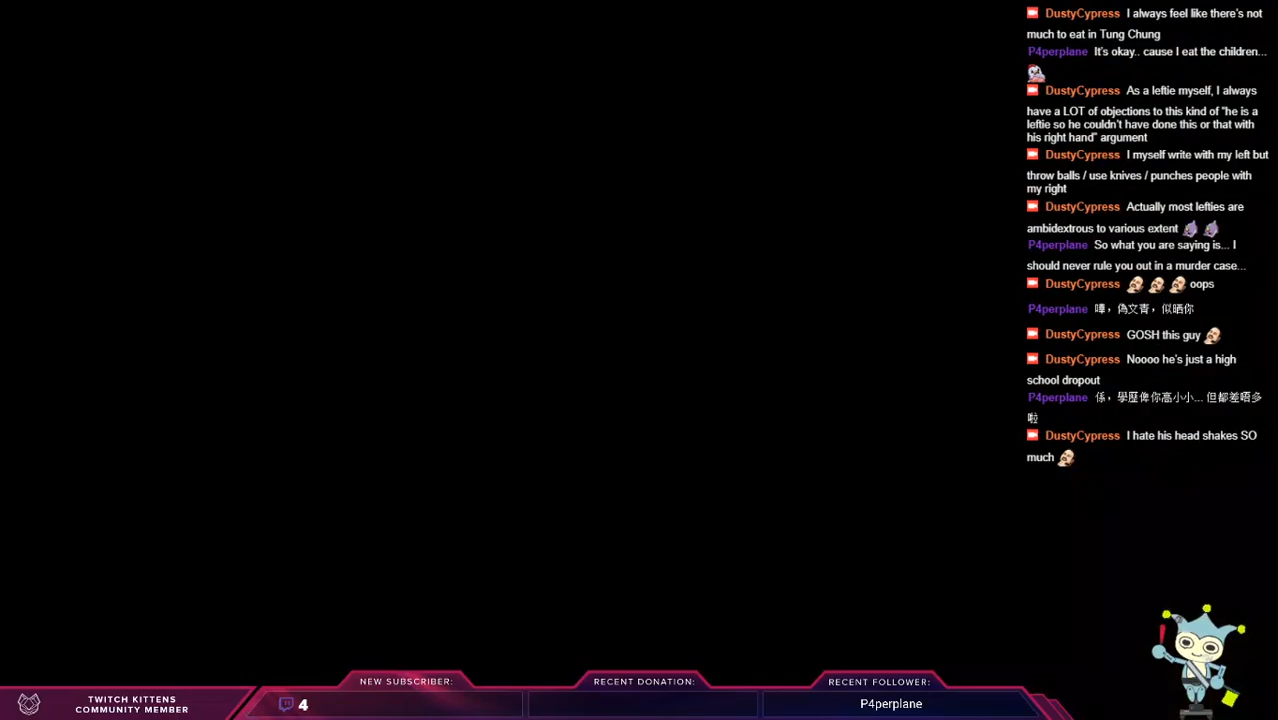 DustyCypress I always feel like there's not
much to eat in Tung Chung
P4perplane It's okay.. cause I eat the children...
DustyCypress As a leftie myself, I always
have a LOT of objections to this kind of "he is a
leftie so he couldn't have done this or that with
his right hand" argument
DustyCypress I myself write with my left but
throw balls / use knives / punches people with
my right
DustyCypress Actually most lefties are
ambidextrous to various extent
P4perplane So what you are saying is... I
should never rule you out in a murder case...
DustyCypress oops
P4perplane 嘩，偽文青，似晒你
DustyCypress GOSH this guy
DustyCypress Noooo he's just a high
school dropout
P4perplane 係，學歷俾你高小小... 但都差唔多
啦
DustyCypress I hate his head shakes SO
much
NEW SUBSCRIBER:
RECENT DONATION:
RECENT FOLLOWER:
TWITCH KITTENS
COMMUNITY MEMBER
4
P4perplane